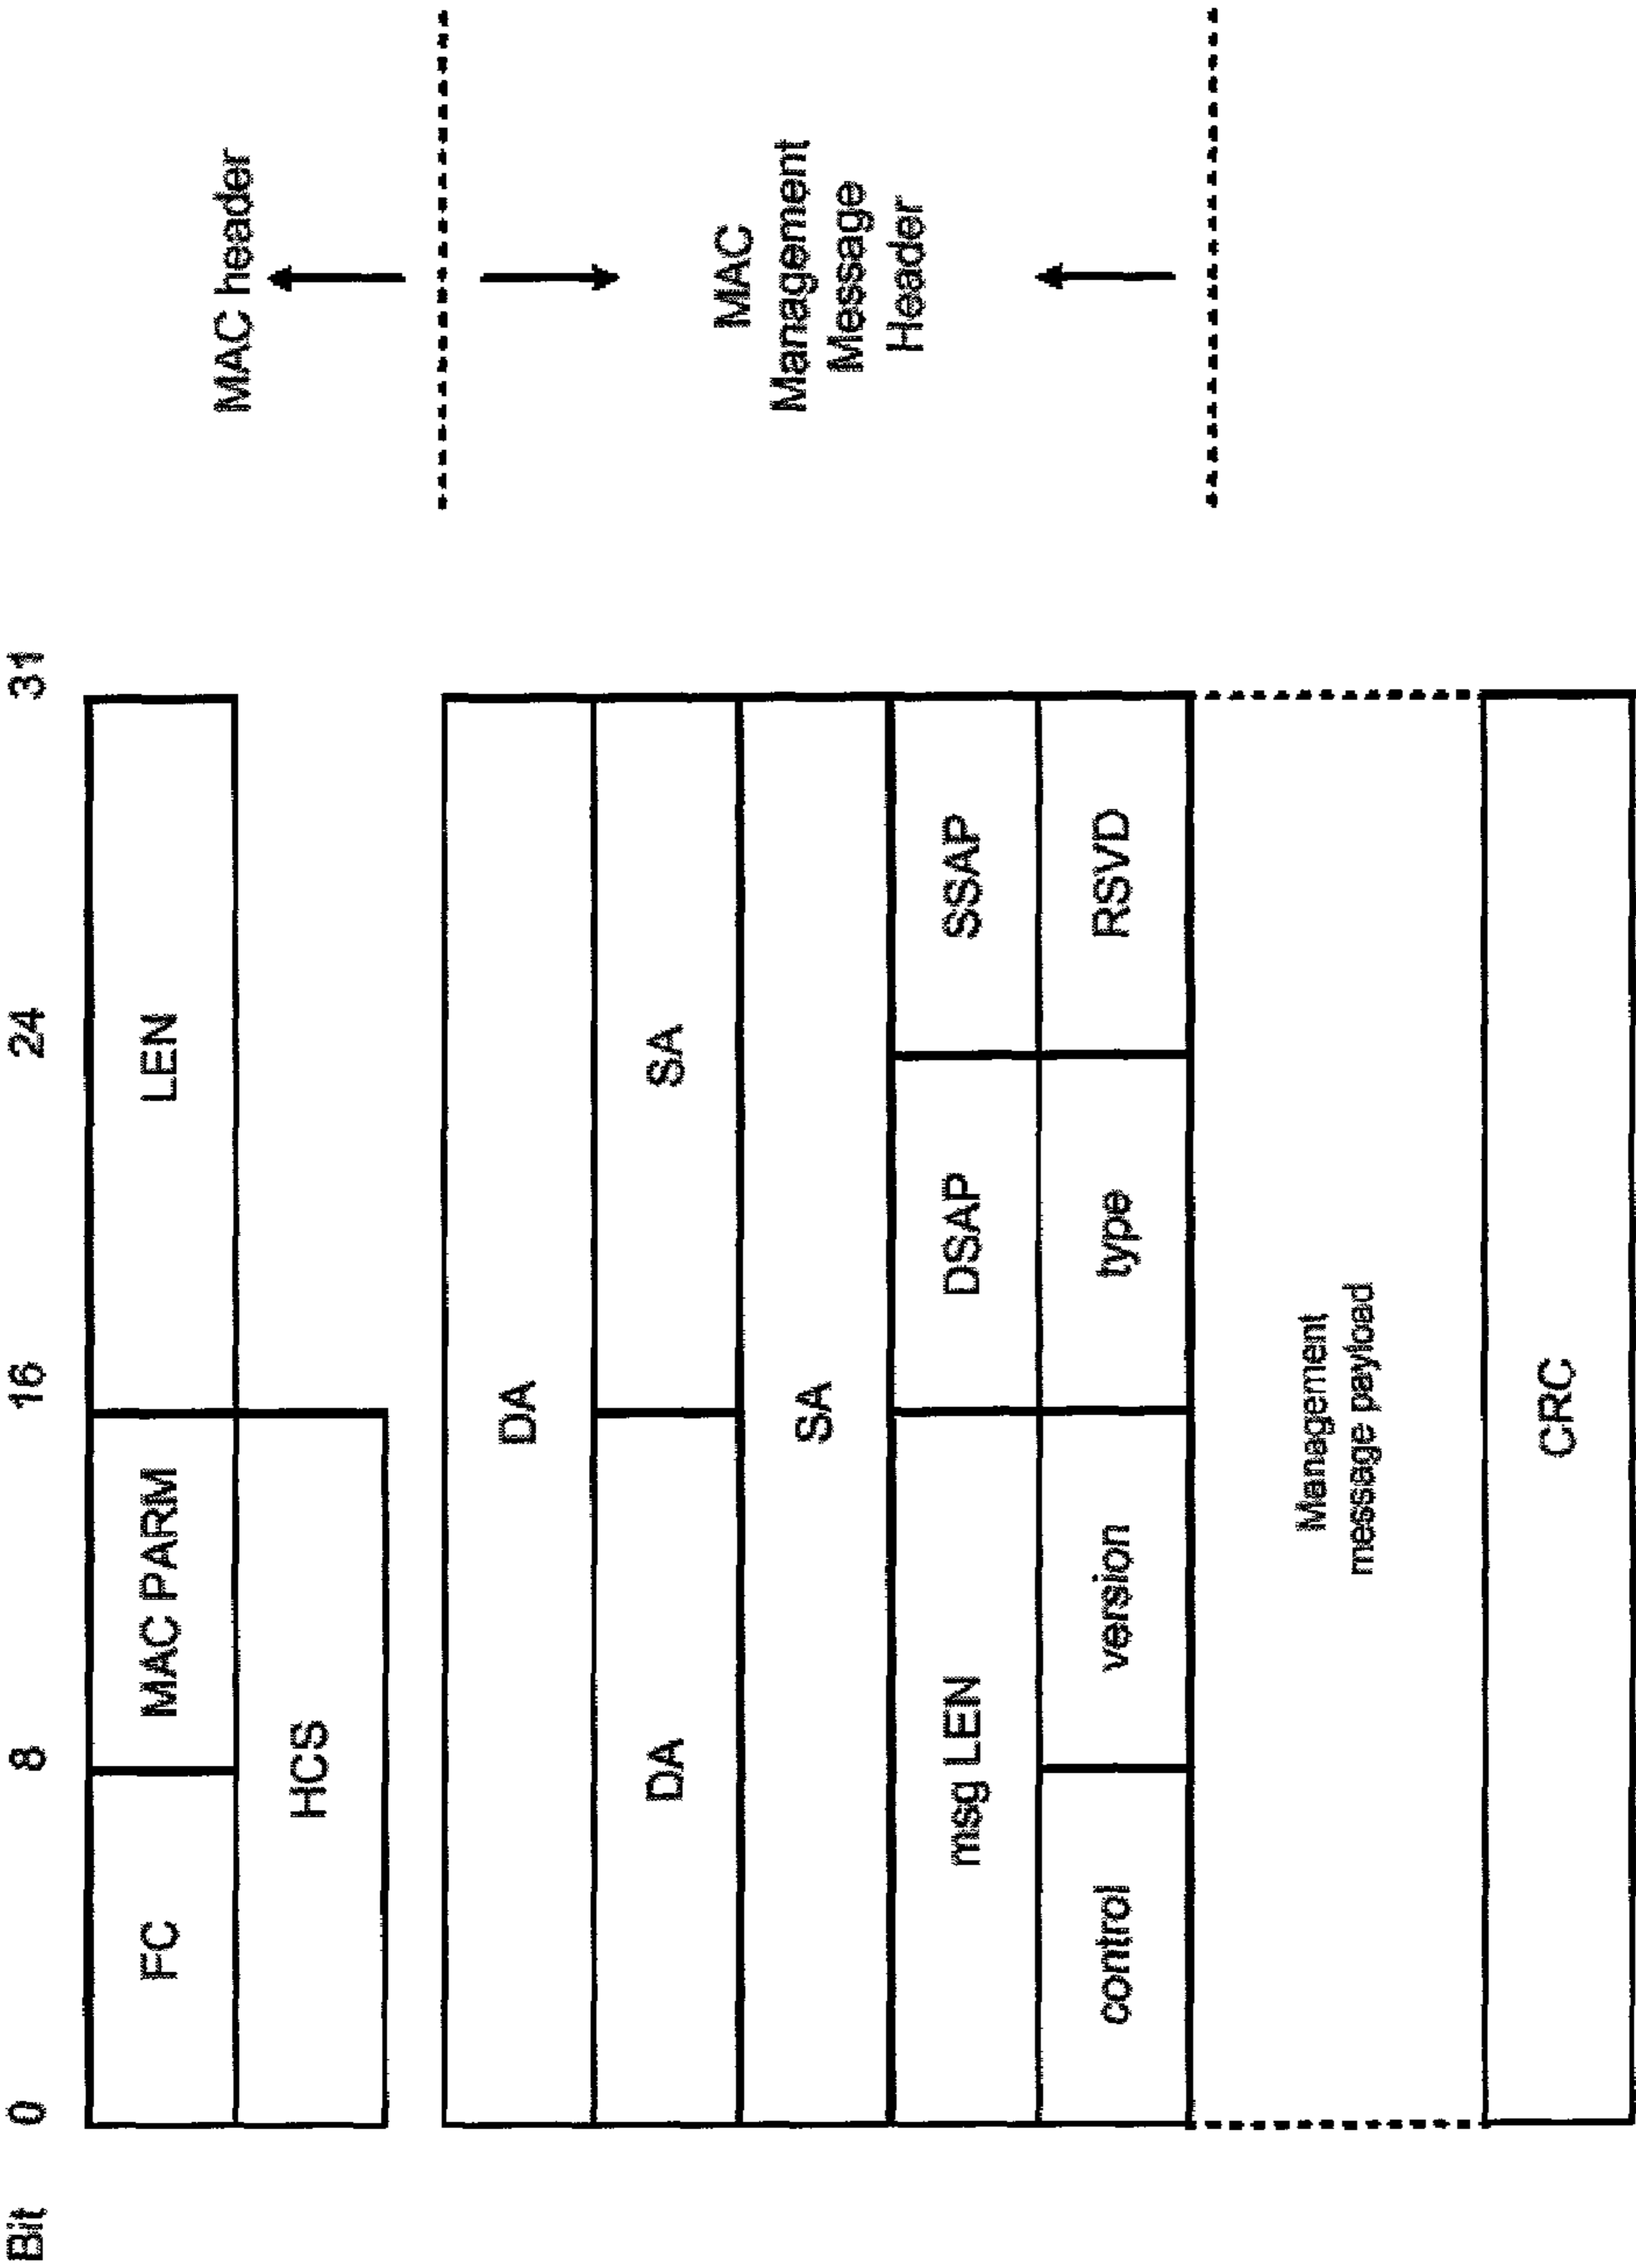 Bit 0 8 16 24 31
FC MAC PARM LEN
HCS
MAC header
DA
DA SA
SA
msg LEN DSAP SSAP
control version type RSVD
MAC
Management
Message
Header
Management
message payload
CRC